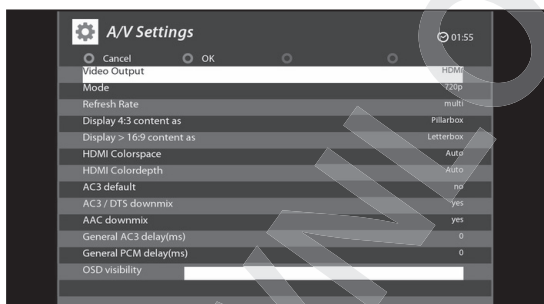 A/V Settings
01:55
Cancel OK
Video Output HDMI
Mode 720p
Refresh Rate multi
Display 4:3 content as Pillarbox
Display > 16:9 content as Letterbox
HDMI Colorspace Auto
HDMI Colordepth Auto
AC3 default no
AC3 / DTS downmix yes
AAC downmix yes
General AC3 delay(ms) 0
General PCM delay(ms) 0
OSD visibility